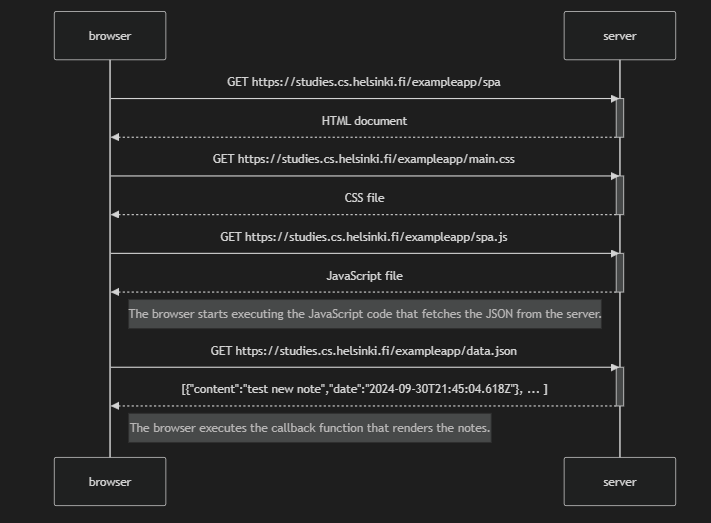 browser
server
GET https://studies.cs.helsinki.fi/exampleapp/spa
HTML document
GET https://studies.cs.helsinki.fi/exampleapp/main.css
CSS file
GET https://studies.cs.helsinki.fi/exampleapp/spa.js
JavaScript file
The browser starts executing the JavaScript code that fetches the JSON from the server.
GET https://studies.cs.helsinki.fi/exampleapp/data.json
[{"content":"test new note","date":"2024-09-30T21:45:04.618Z"}, ... ]
The browser executes the callback function that renders the notes.
browser
server